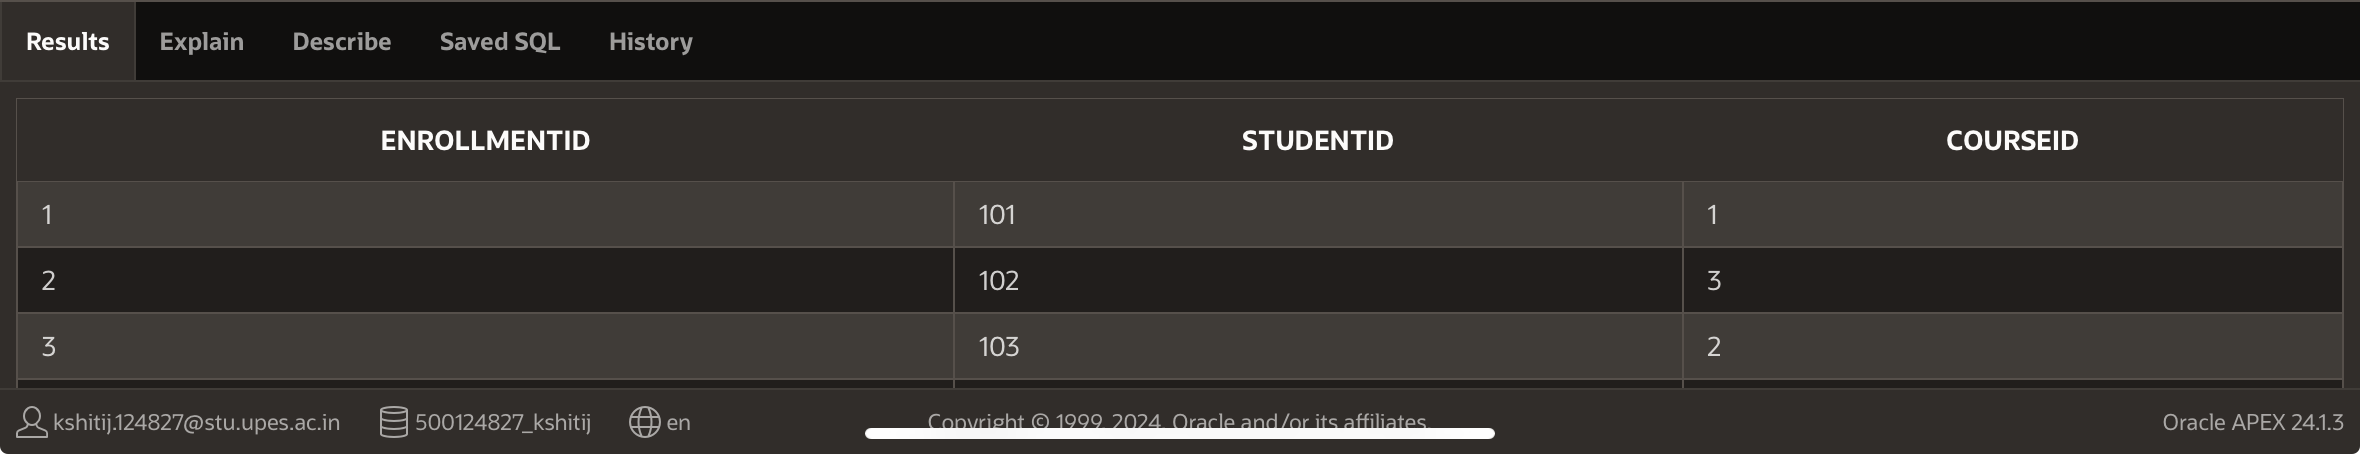 Results Explain Describe Saved SQL History
ENROLLMENTID STUDENTID COURSEID
1 101 1
2 102 3
3 103 2
kshitij.124827@stu.upes.ac.in 500124827_kshitij en Copyright © 1999, 2024, Oracle and/or its affiliates. Oracle APEX 24.1.3